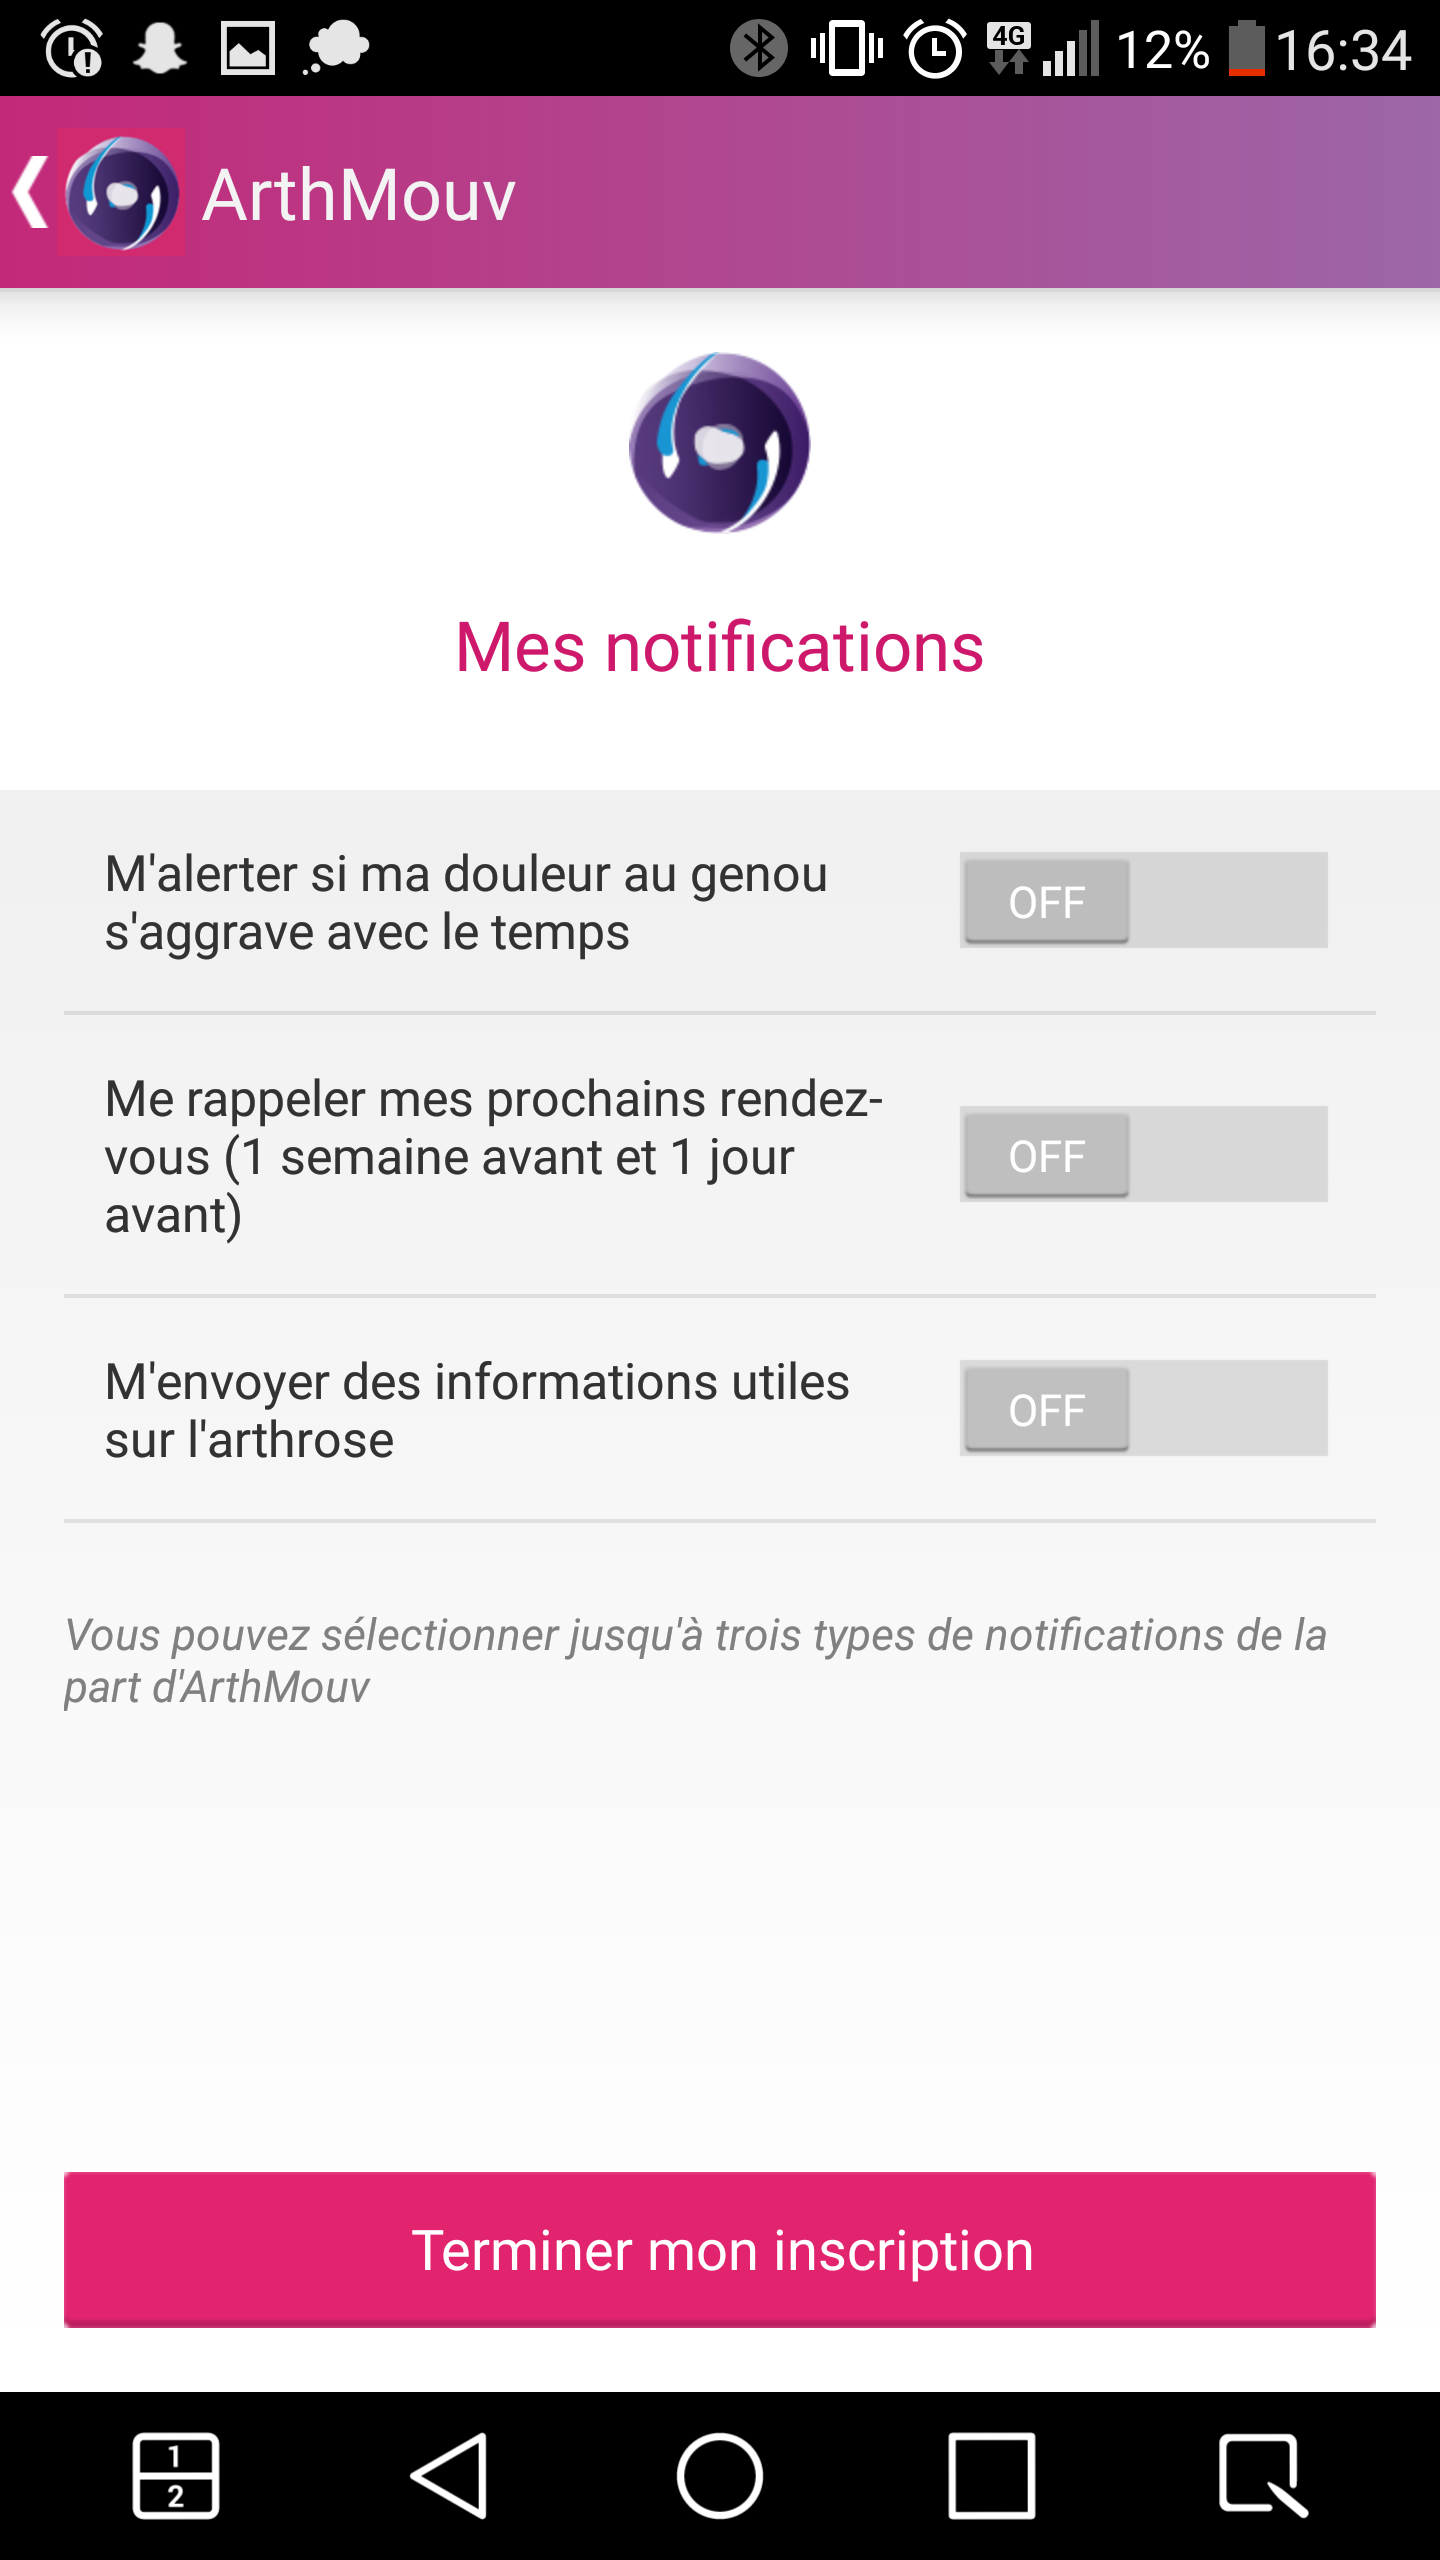 4G 12% 16:34
ArthMouv
Mes notifications
M'alerter si ma douleur au genou
s'aggrave avec le temps
OFF
Me rappeler mes prochains rendez-
vous (1 semaine avant et 1 jour
avant)
OFF
M'envoyer des informations utiles
sur l'arthrose
OFF
Vous pouvez sélectionner jusqu'à trois types de notifications de la
part d'ArthMouv
Terminer mon inscription
1
2